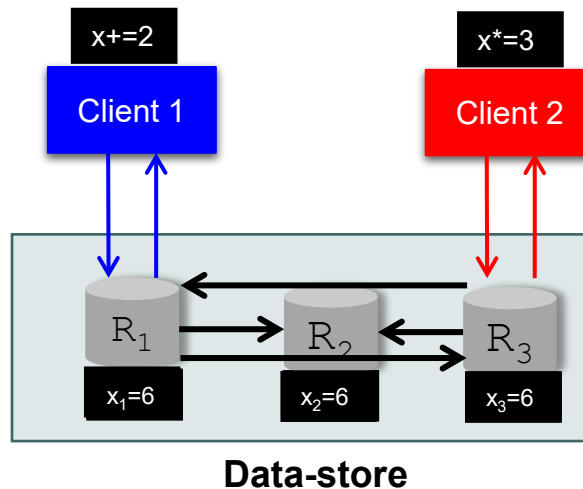 x+=2
x*=3
Client 1
Client 2
R₁
R₂
R₃
x₁=6
x₂=6
x₃=6
Data-store